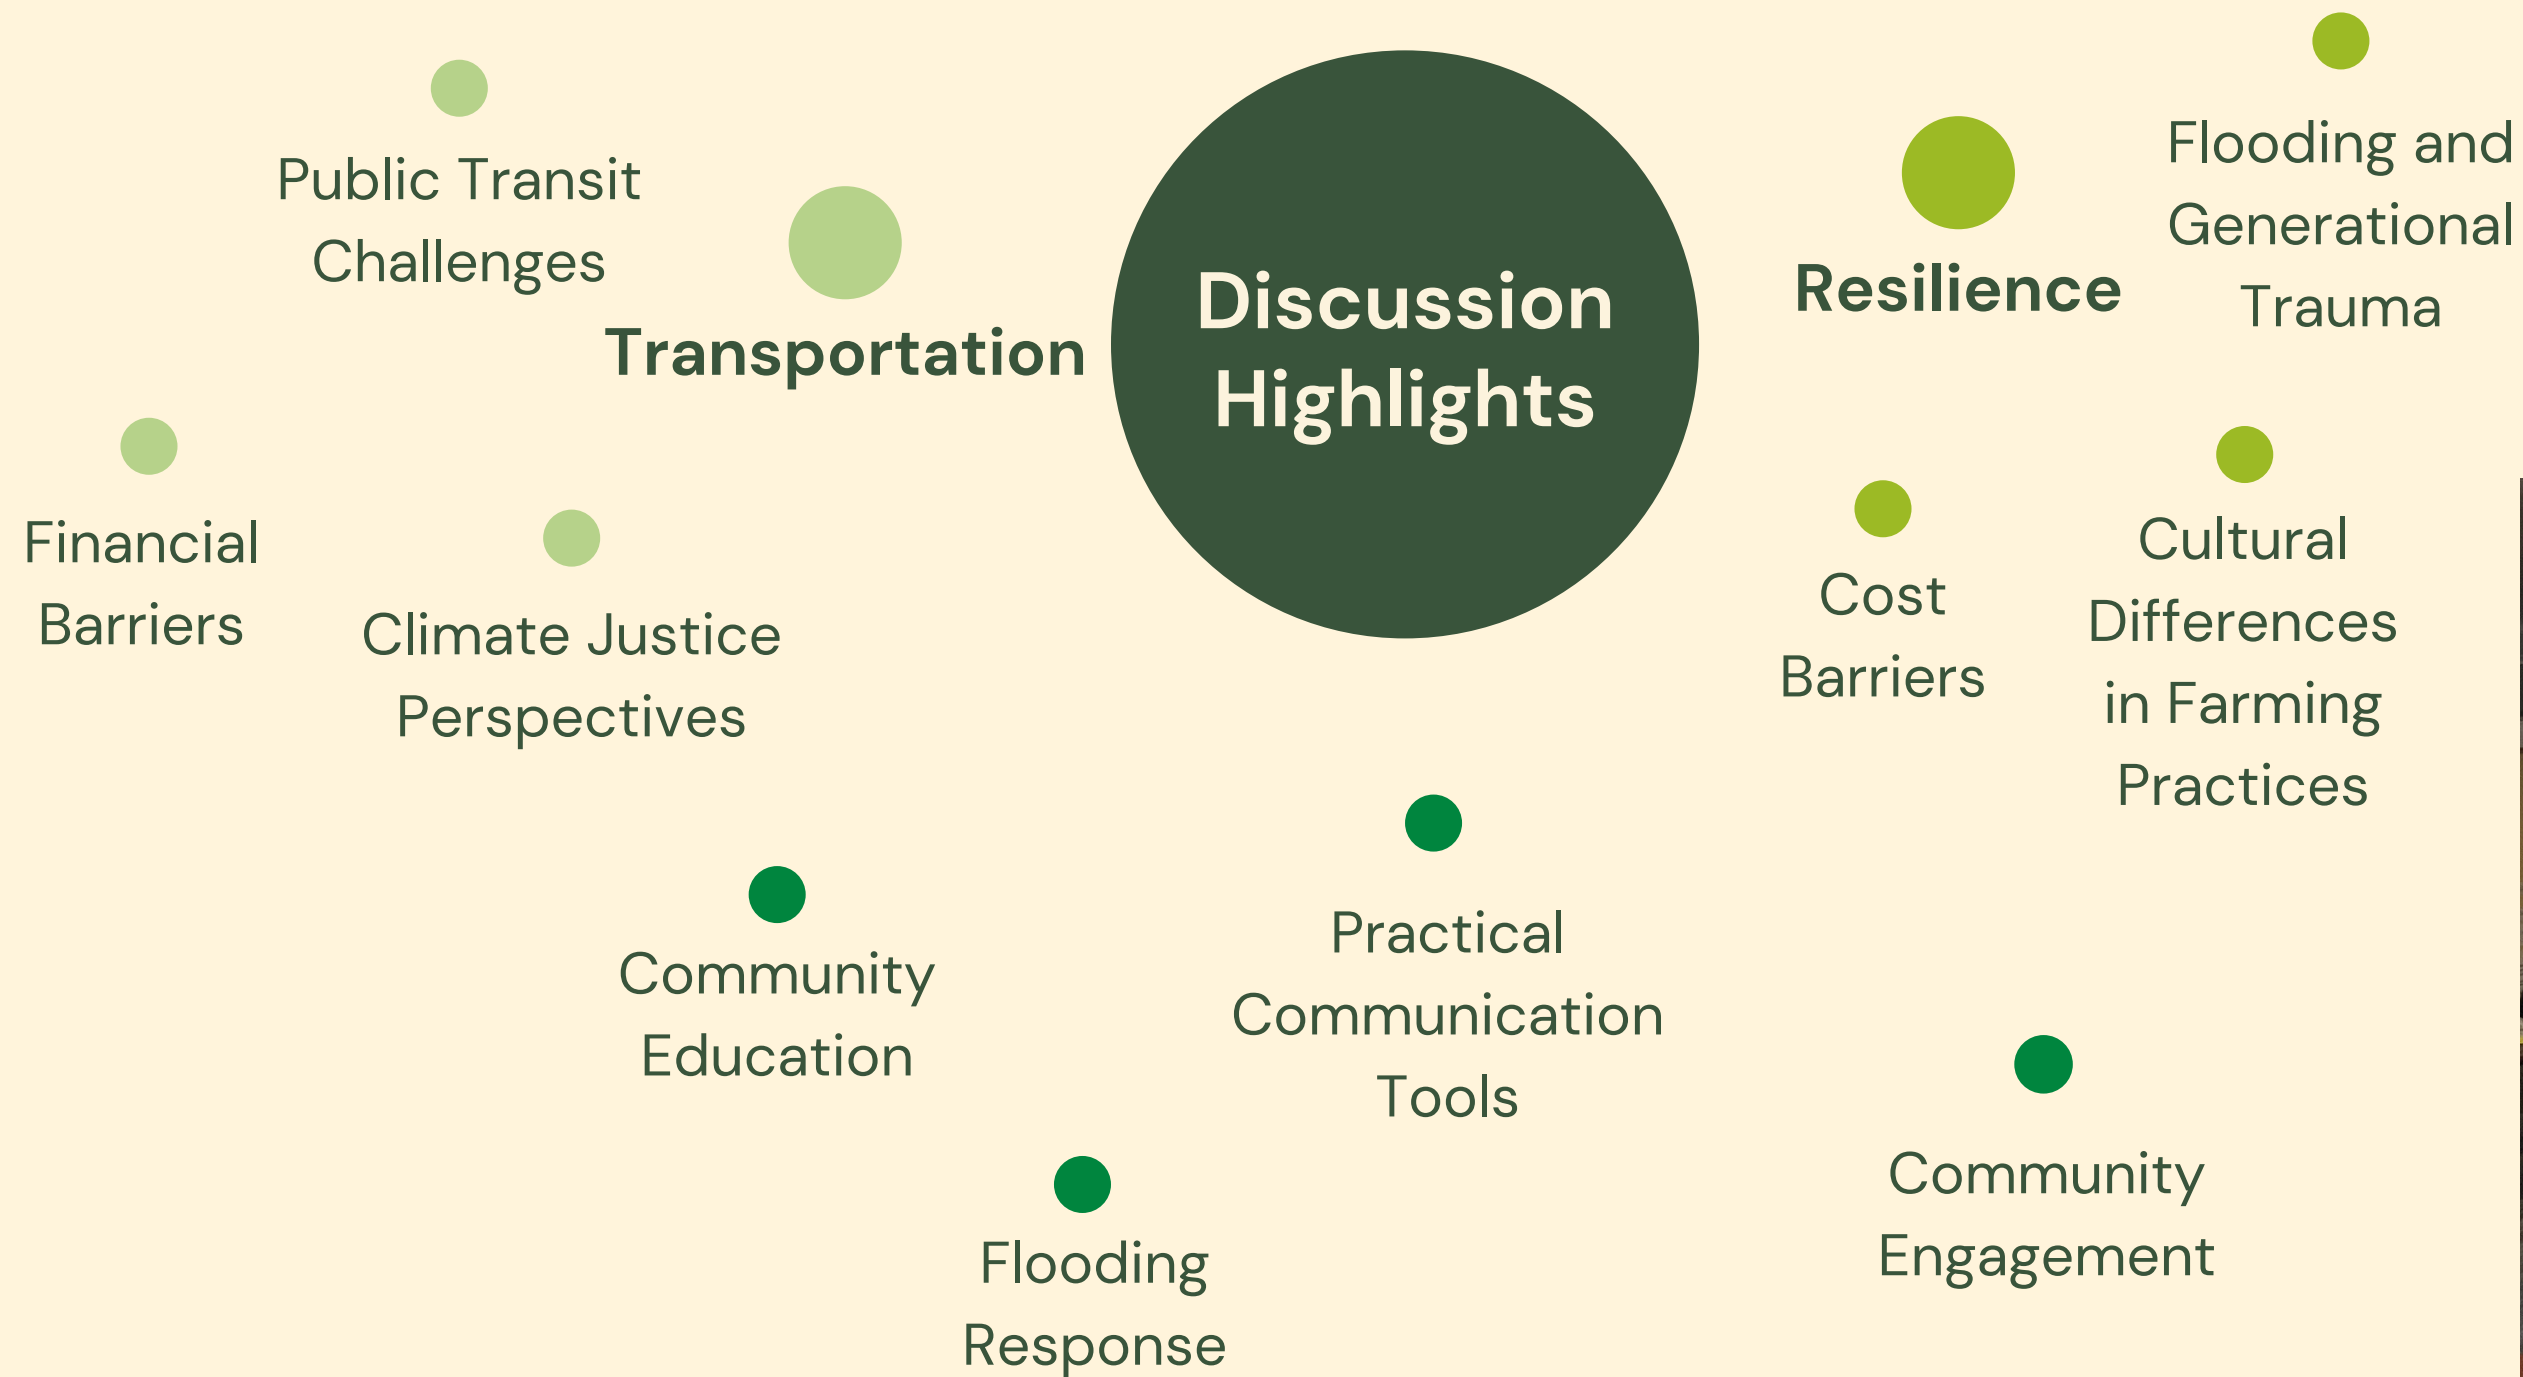 Discussion
Highlights
Transportation
Public Transit
Challenges
Financial
Barriers
Climate Justice
Perspectives
Resilience
Flooding and
Generational
Trauma
Cost
Barriers
Cultural
Differences
in Farming
Practices
Community
Education
Practical
Communication
Tools
Flooding
Response
Community
Engagement